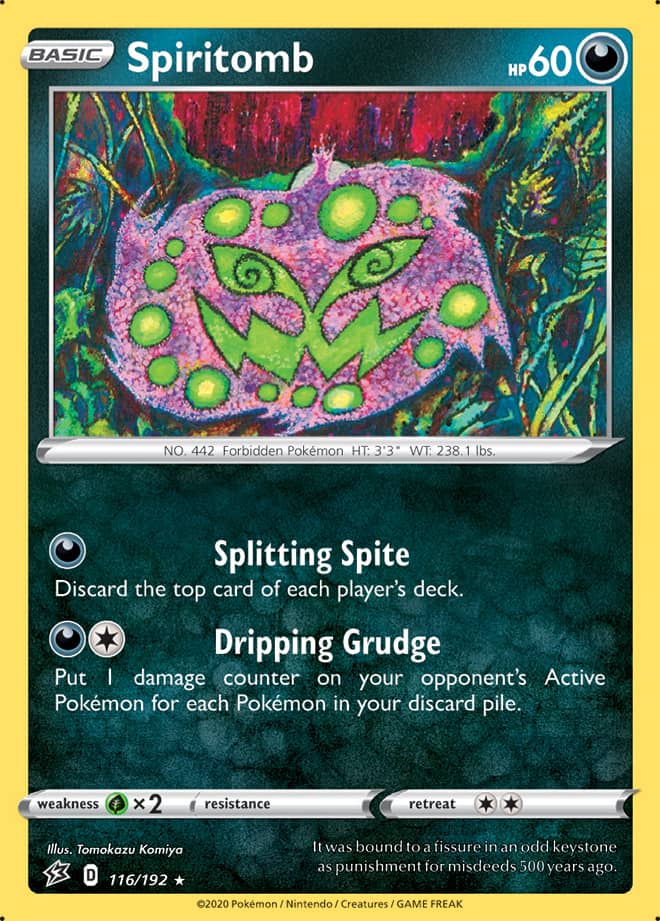 BASIC Spiritomb HP60
NO. 442 Forbidden Pokémon HT: 3'3" WT: 238.1 lbs.
Splitting Spite
Discard the top card of each player's deck.
Dripping Grudge
Put 1 damage counter on your opponent's Active
Pokémon for each Pokémon in your discard pile.
weakness ×2 resistance retreat
Illus. Tomokazu Komiya
It was bound to a fissure in an odd keystone
as punishment for misdeeds 500 years ago.
D 116/192 ★
©2020 Pokémon / Nintendo / Creatures / GAME FREAK